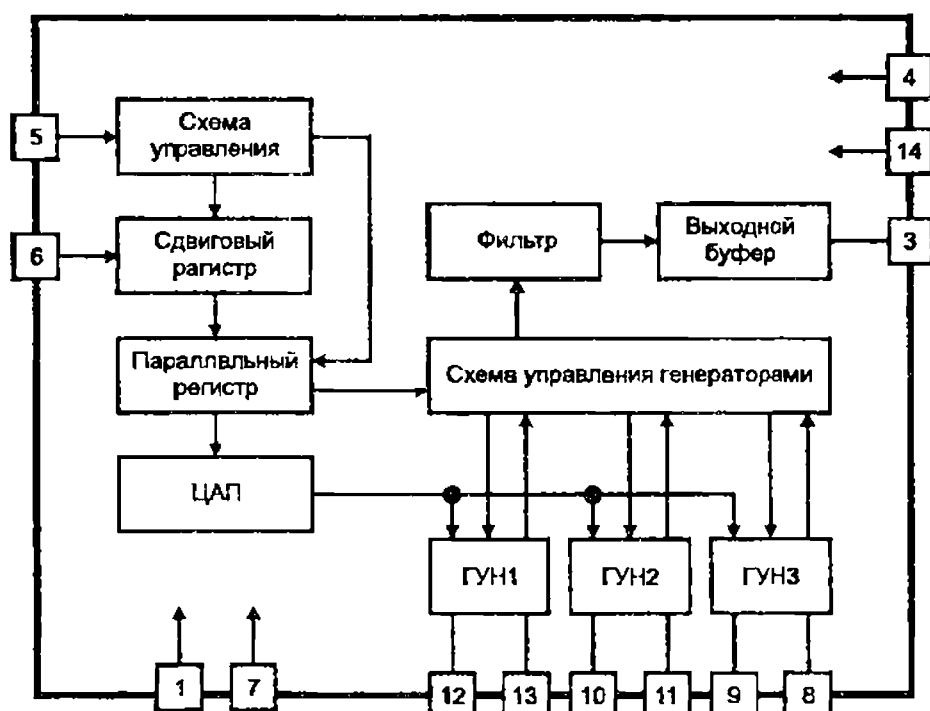 4
5
Схема
управления
14
6
Сдвиговый
рагистр
Фильтр
Выходной
буфер
3
Параллвльный
регистр
Схема управления генераторами
ЦАП
ГУН1
ГУН2
ГУН3
1
7
12
13
10
11
9
8